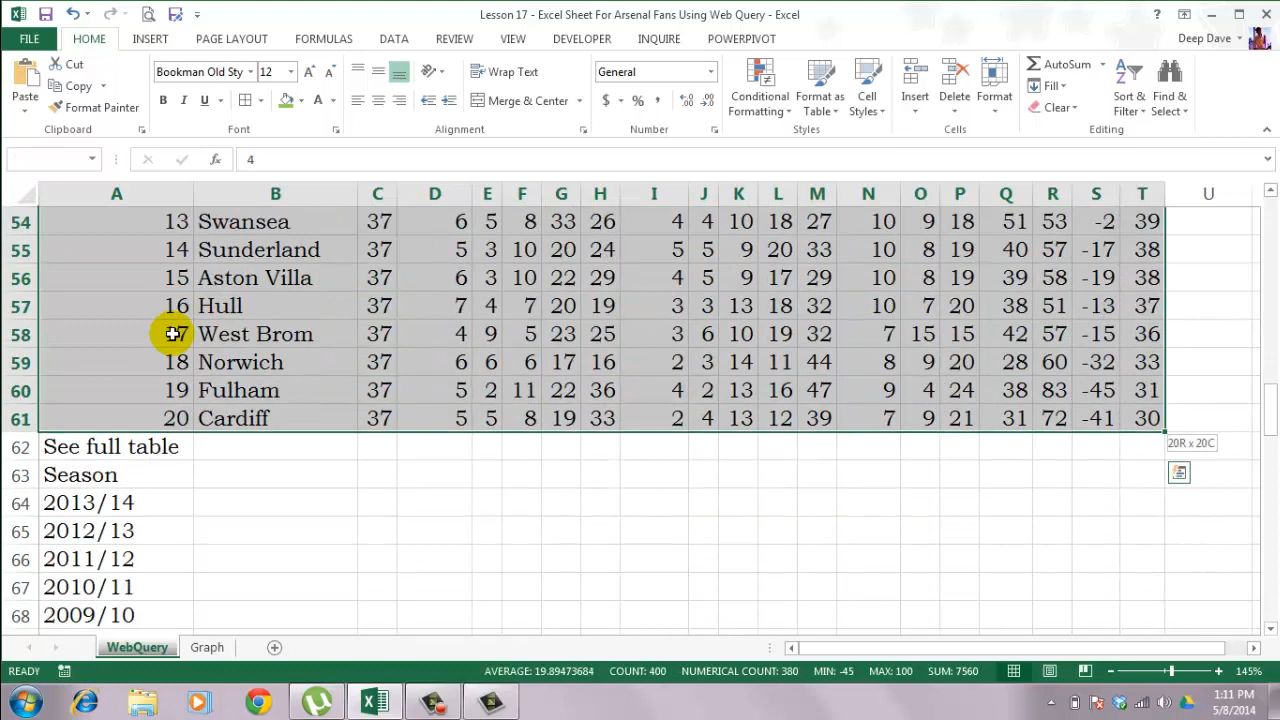 Lesson 17 - Excel Sheet For Arsenal Fans Using Web Query - Excel
FILE HOME INSERT PAGE LAYOUT FORMULAS DATA REVIEW VIEW DEVELOPER INQUIRE POWERPIVOT Deep Dave
Paste Cut Copy Format Painter Clipboard
Bookman Old Sty 12 B I U A Font
Wrap Text Merge & Center Alignment
General $ % , Number
Conditional Formatting Format as Table Cell Styles Styles
Insert Delete Format Cells
AutoSum Fill Clear Sort & Filter Find & Select Editing
fx 4
A B C D E F G H I J K L M N O P Q R S T U
54 13 Swansea 37 6 5 8 33 26 4 4 10 18 27 10 9 18 51 53 -2 39
55 14 Sunderland 37 5 3 10 20 24 5 5 9 20 33 10 8 19 40 57 -17 38
56 15 Aston Villa 37 6 3 10 22 29 4 5 9 17 29 10 8 19 39 58 -19 38
57 16 Hull 37 7 4 7 20 19 3 3 13 18 32 10 7 20 38 51 -13 37
58 17 West Brom 37 4 9 5 23 25 3 6 10 19 32 7 15 15 42 57 -15 36
59 18 Norwich 37 6 6 6 17 16 2 3 14 11 44 8 9 20 28 60 -32 33
60 19 Fulham 37 5 2 11 22 36 4 2 13 16 47 9 4 24 38 83 -45 31
61 20 Cardiff 37 5 5 8 19 33 2 4 13 12 39 7 9 21 31 72 -41 30
62 See full table 20R x 20C
63 Season
64 2013/14
65 2012/13
66 2011/12
67 2010/11
68 2009/10
WebQuery Graph
READY AVERAGE: 19.89473684 COUNT: 400 NUMERICAL COUNT: 380 MIN: -45 MAX: 100 SUM: 7560 145%
1:11 PM
5/8/2014